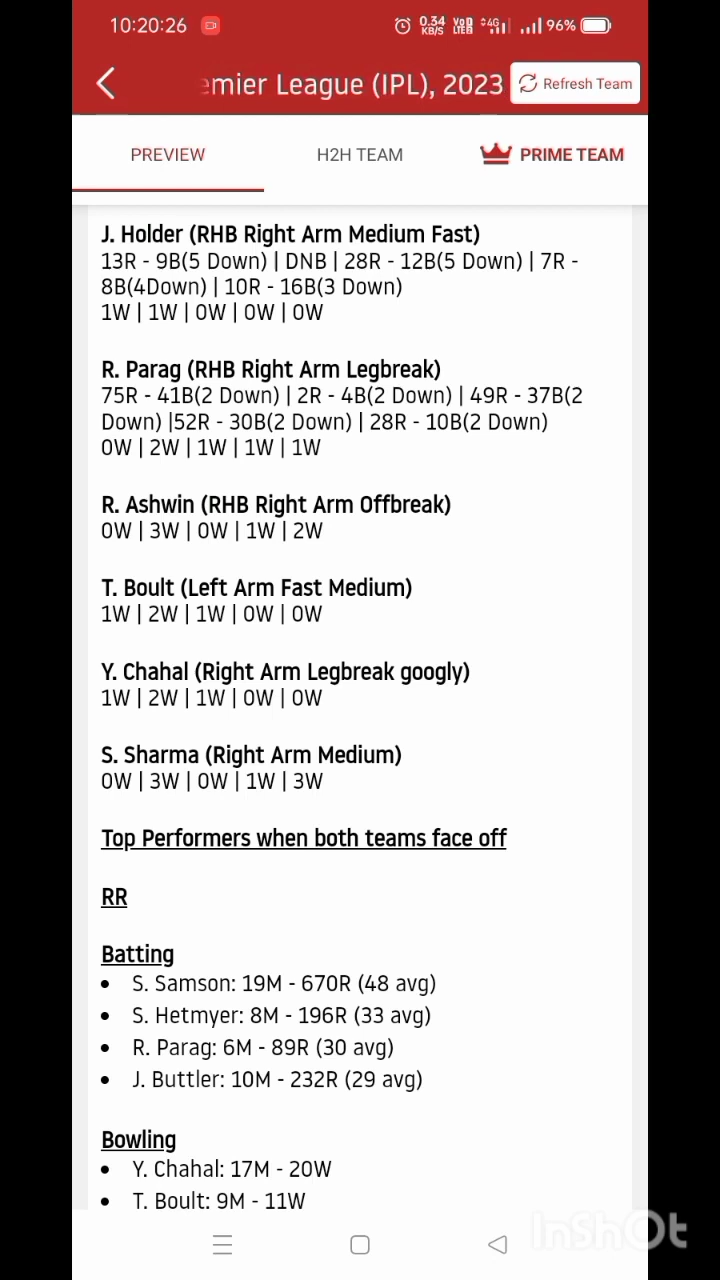 10:20:26 0.34 KB/S VoD LTEB 4G 96%
emier League (IPL), 2023 Refresh Team
PREVIEW H2H TEAM PRIME TEAM
J. Holder (RHB Right Arm Medium Fast)
13R - 9B(5 Down) | DNB | 28R - 12B(5 Down) | 7R -
8B(4Down) | 10R - 16B(3 Down)
1W | 1W | 0W | 0W | 0W
R. Parag (RHB Right Arm Legbreak)
75R - 41B(2 Down) | 2R - 4B(2 Down) | 49R - 37B(2
Down) |52R - 30B(2 Down) | 28R - 10B(2 Down)
0W | 2W | 1W | 1W | 1W
R. Ashwin (RHB Right Arm Offbreak)
0W | 3W | 0W | 1W | 2W
T. Boult (Left Arm Fast Medium)
1W | 2W | 1W | 0W | 0W
Y. Chahal (Right Arm Legbreak googly)
1W | 2W | 1W | 0W | 0W
S. Sharma (Right Arm Medium)
0W | 3W | 0W | 1W | 3W
Top Performers when both teams face off
RR
Batting
• S. Samson: 19M - 670R (48 avg)
• S. Hetmyer: 8M - 196R (33 avg)
• R. Parag: 6M - 89R (30 avg)
• J. Buttler: 10M - 232R (29 avg)
Bowling
• Y. Chahal: 17M - 20W
• T. Boult: 9M - 11W
InShOt